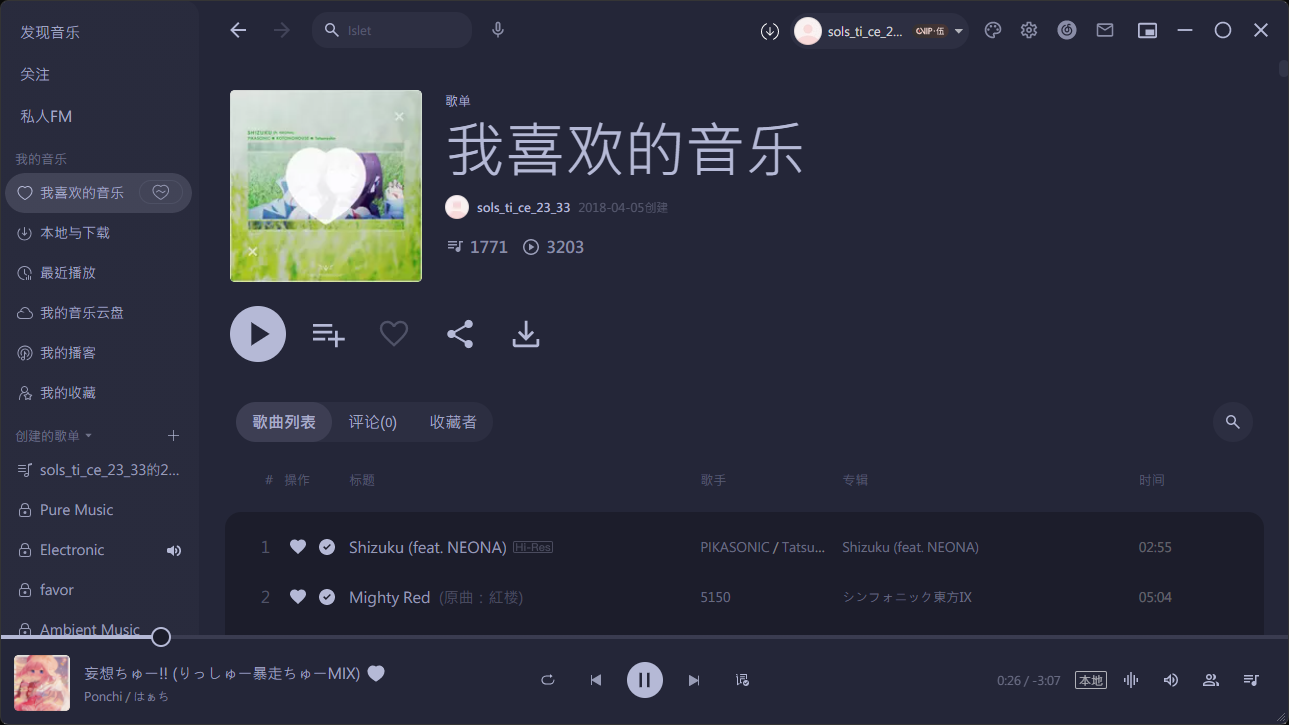 发现音乐
关注
私人FM
我的音乐
我喜欢的音乐
本地与下载
最近播放
我的音乐云盘
我的播客
我的收藏
创建的歌单
sols_ti_ce_23_33的2...
Pure Music
Electronic
favor
Ambient Music
Islet
sols_ti_ce_2...
VIP·伍
歌单
我喜欢的音乐
sols_ti_ce_23_33 2018-04-05创建
1771 3203
歌曲列表 评论(0) 收藏者
# 操作 标题 歌手 专辑 时间
1 Shizuku (feat. NEONA) Hi-Res PIKASONIC / Tatsu... Shizuku (feat. NEONA) 02:55
2 Mighty Red (原曲：紅楼) 5150 シンフォニック東方IX 05:04
妄想ちゅー!! (りっしゅー暴走ちゅーMIX)
Ponchi / はぁち
词
0:26 / -3:07 本地